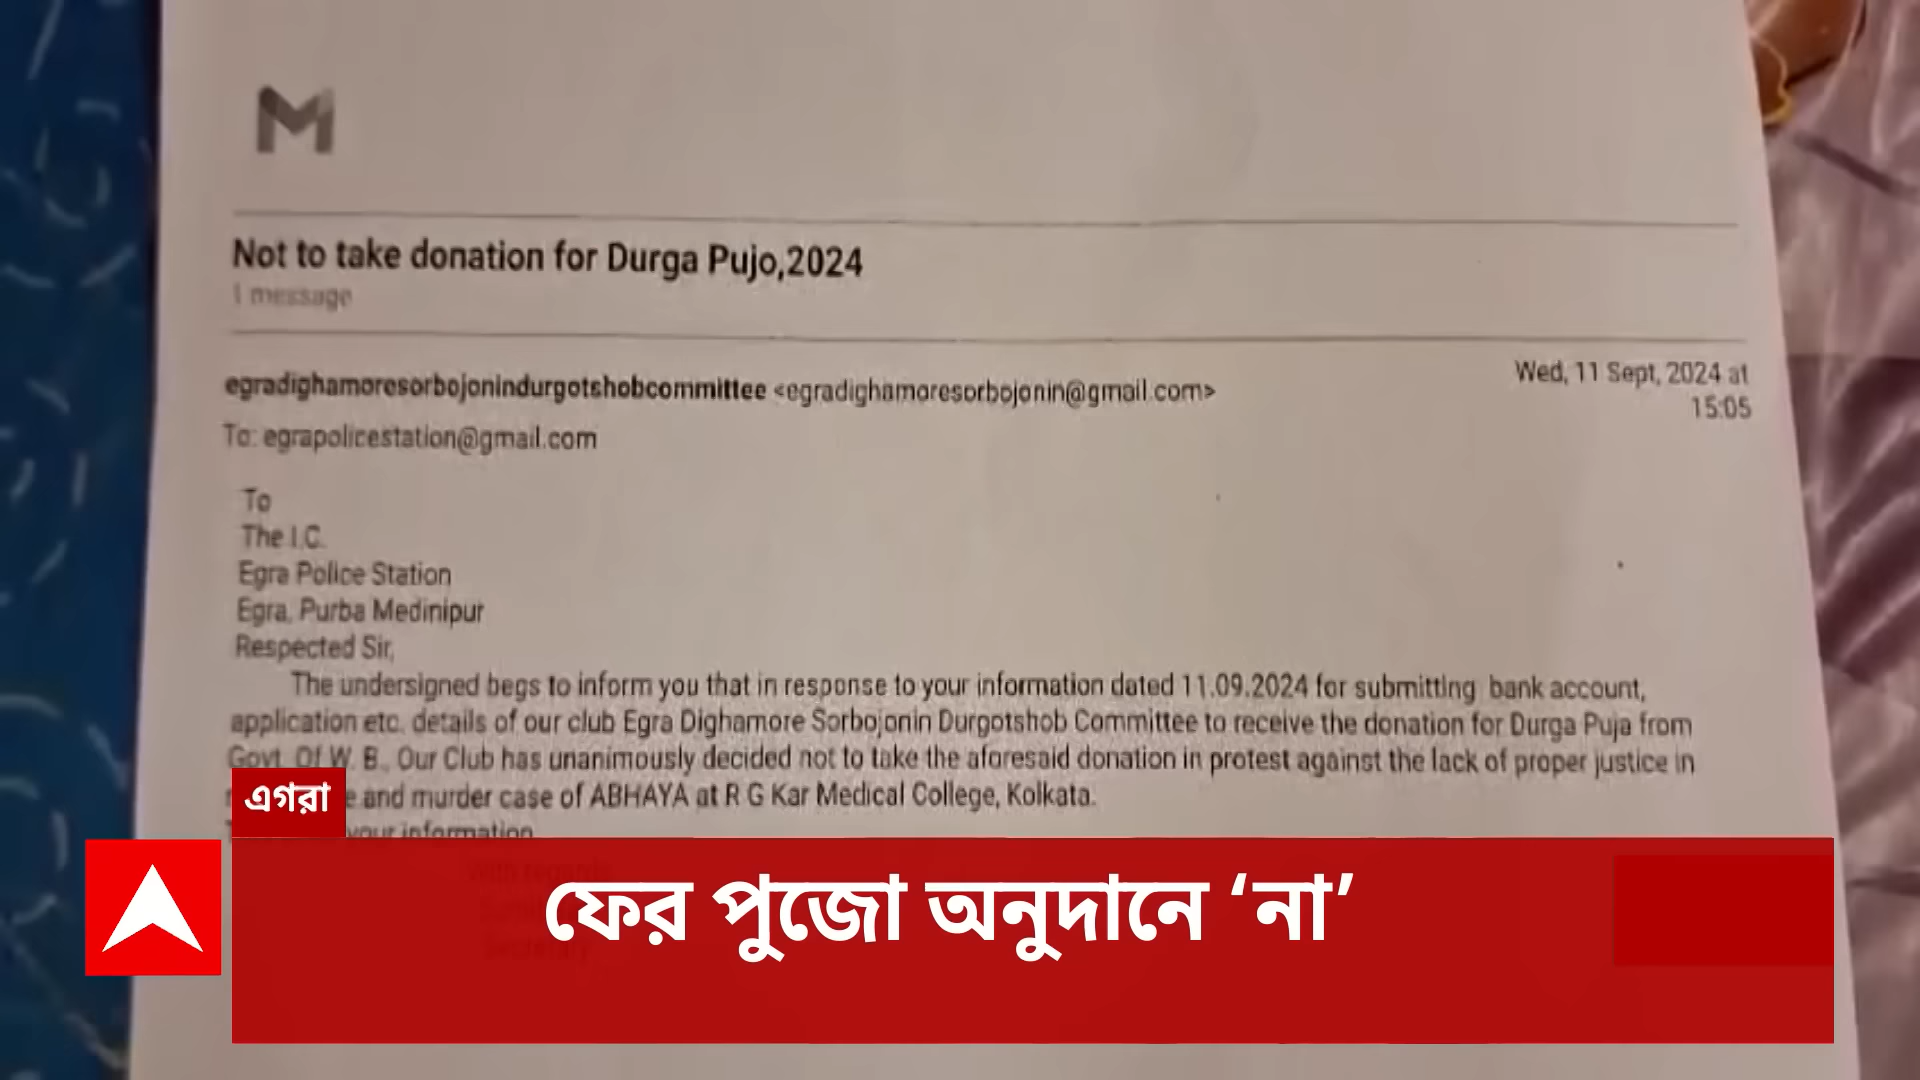 M
Not to take donation for Durga Pujo,2024
1 message
egradighamoresorbojonindurgotshobcommittee <egradighamoresorbojonin@gmail.com>
Wed, 11 Sept, 2024 at
15:05
To: egrapolicestation@gmail.com
To
The I.C.
Egra Police Station
Egra, Purba Medinipur
Respected Sir,
The undersigned begs to inform you that in response to your information dated 11.09.2024 for submitting bank account,
application etc. details of our club Egra Dighamore Sorbojonin Durgotshob Committee to receive the donation for Durga Puja from
Govt. Of W. B., Our Club has unanimously decided not to take the aforesaid donation in protest against the lack of proper justice in
and murder case of ABHAYA at R G Kar Medical College, Kolkata.
your information
এগরা
ফের পুজো অনুদানে ‘না’